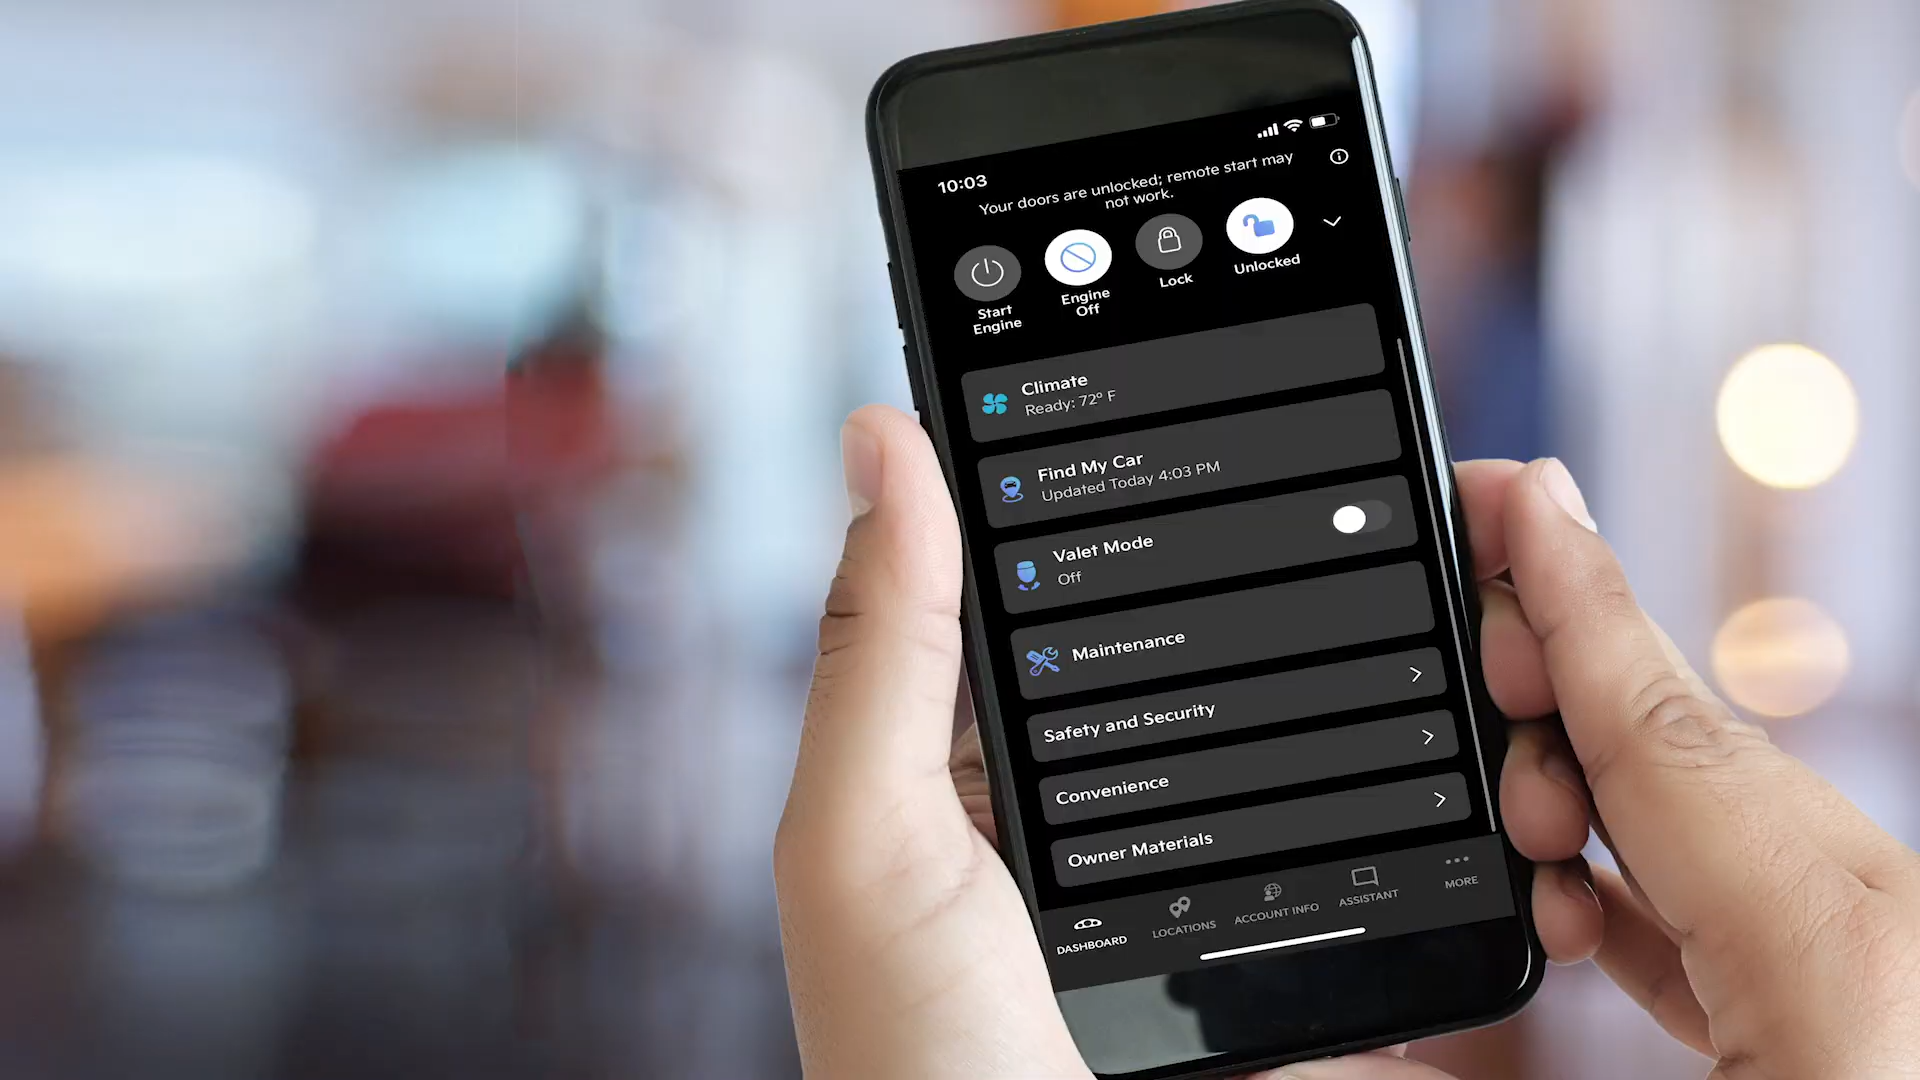 10:03
Your doors are unlocked; remote start may
not work.
Start
Engine
Engine
Off
Lock
Unlocked
Climate
Ready: 72° F
Find My Car
Updated Today 4:03 PM
Valet Mode
Off
Maintenance
Safety and Security
Convenience
Owner Materials
DASHBOARD
LOCATIONS
ACCOUNT INFO
ASSISTANT
MORE